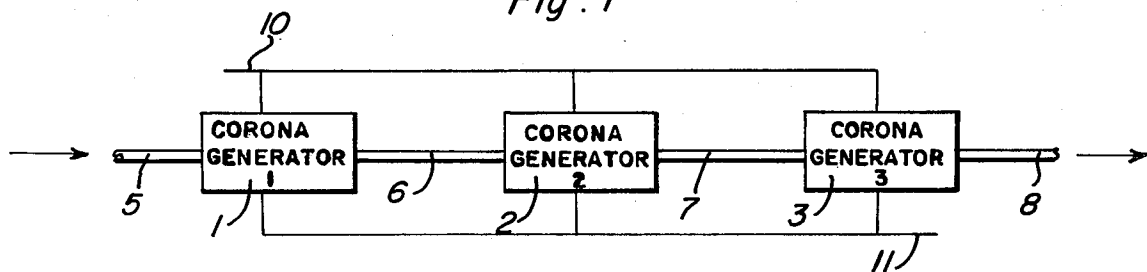 Fig. 1
10
CORONA GENERATOR 1
CORONA GENERATOR 2
CORONA GENERATOR 3
5
1
6
2
7
3
8
11